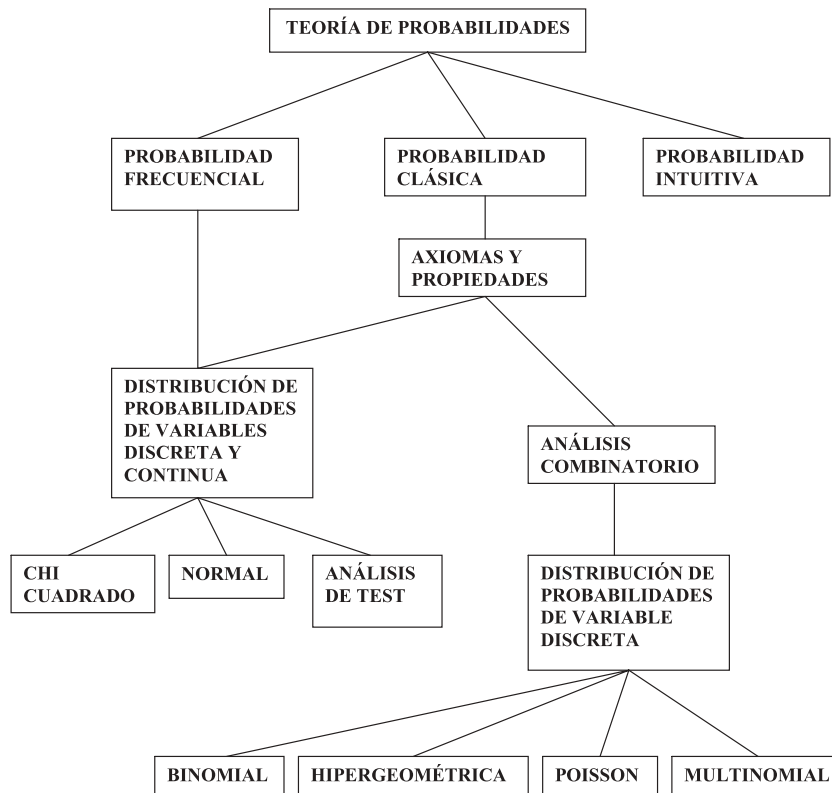 TEORÍA DE PROBABILIDADES
PROBABILIDAD
FRECUENCIAL
PROBABILIDAD
CLÁSICA
PROBABILIDAD
INTUITIVA
AXIOMAS Y
PROPIEDADES
DISTRIBUCIÓN DE
PROBABILIDADES
DE VARIABLES
DISCRETA Y
CONTINUA
ANÁLISIS
COMBINATORIO
CHI
CUADRADO
NORMAL
ANÁLISIS
DE TEST
DISTRIBUCIÓN DE
PROBABILIDADES
DE VARIABLE
DISCRETA
BINOMIAL
HIPERGEOMÉTRICA
POISSON
MULTINOMIAL